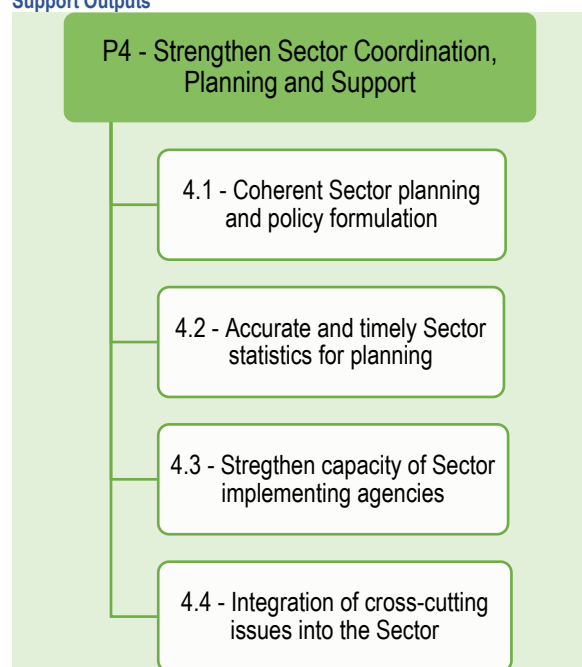 Support Outputs
P4 - Strengthen Sector Coordination,
Planning and Support
4.1 - Coherent Sector planning
and policy formulation
4.2 - Accurate and timely Sector
statistics for planning
4.3 - Stregthen capacity of Sector
implementing agencies
4.4 - Integration of cross-cutting
issues into the Sector